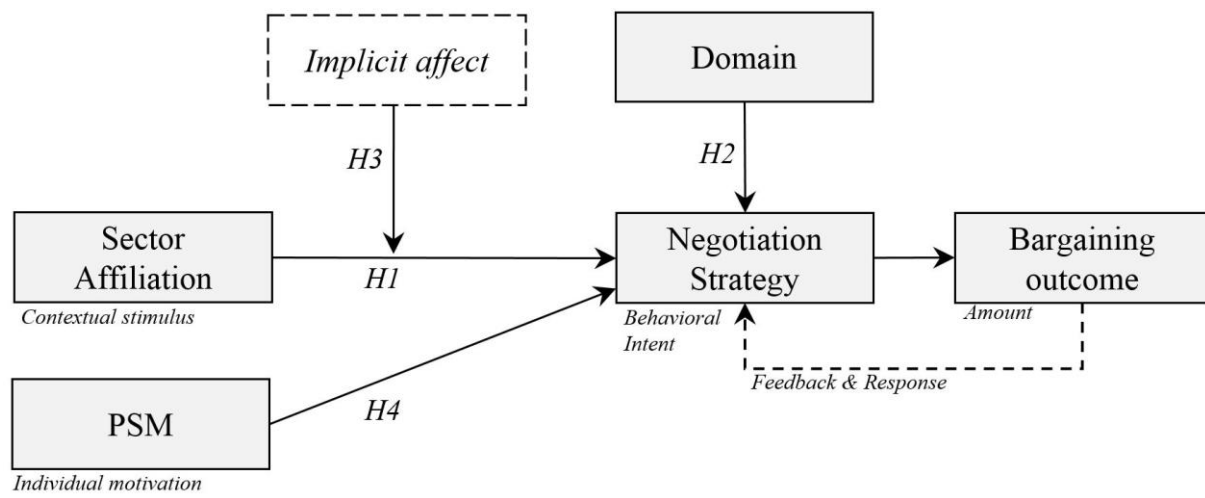 Implicit affect
Domain
H3
H2
Sector
Affiliation
Contextual stimulus
H1
Negotiation
Strategy
Behavioral
Intent
Bargaining
outcome
Amount
Feedback & Response
PSM
Individual motivation
H4